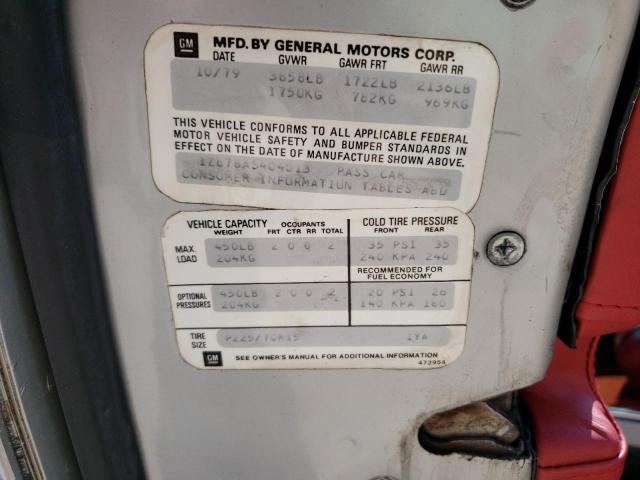 GM
MFD. BY GENERAL MOTORS CORP.
DATE GVWR GAWR FRT GAWR RR
10/79 3858LB 1722LB 2136LB
1750KG 782KG 969KG
THIS VEHICLE CONFORMS TO ALL APPLICABLE FEDERAL
MOTOR VEHICLE SAFETY AND BUMPER STANDARDS IN
EFFECT ON THE DATE OF MANUFACTURE SHOWN ABOVE.
1Z878AS404013 PASS CAR
CONSUMER INFORMATION TABLES ABD
VEHICLE CAPACITY OCCUPANTS COLD TIRE PRESSURE
WEIGHT FRT CTR RR TOTAL FRONT REAR
MAX. LOAD 450LB 2 0 0 2 35 PSI 35
204KG 240 KPA 240
RECOMMENDED FOR
FUEL ECONOMY
OPTIONAL PRESSURES 450LB 2 0 0 2 20 PSI 26
204KG 140 KPA 180
TIRE SIZE P225/70R15 1YA
GM SEE OWNER'S MANUAL FOR ADDITIONAL INFORMATION
472954